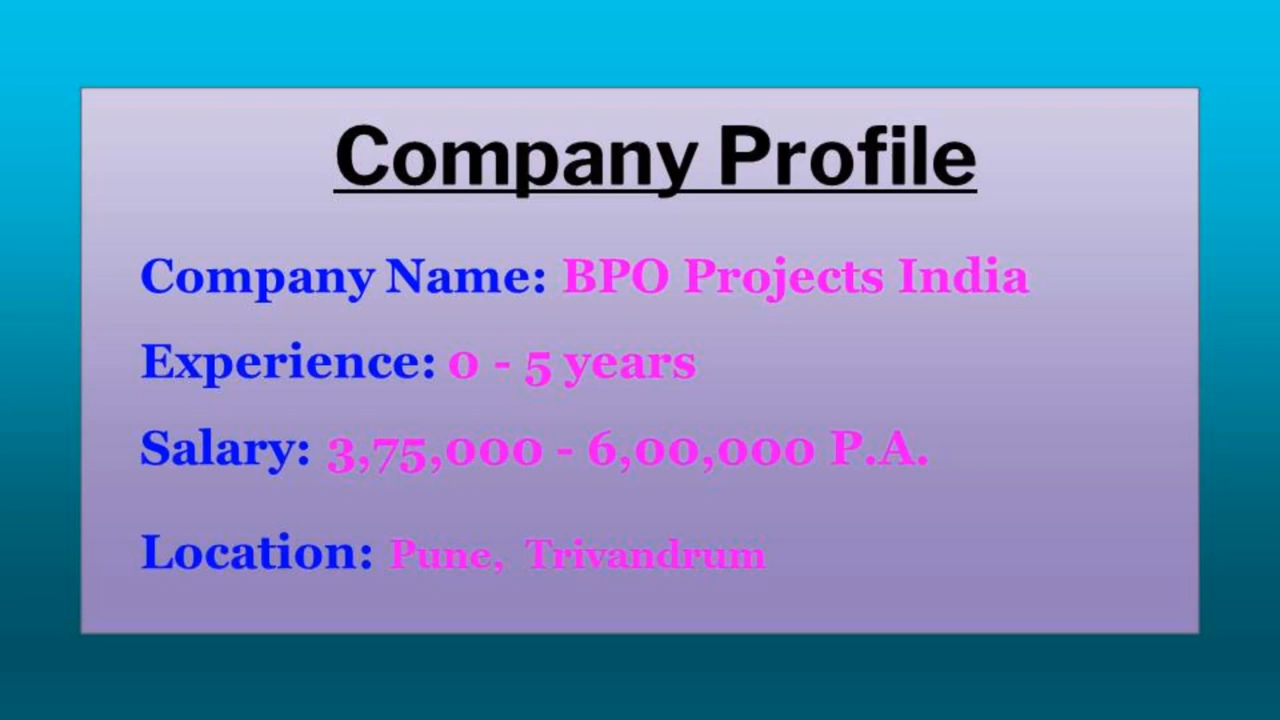 Company Profile
Company Name: BPO Projects India
Experience: 0 - 5 years
Salary: 3,75,000 - 6,00,000 P.A.
Location: Pune, Trivandrum